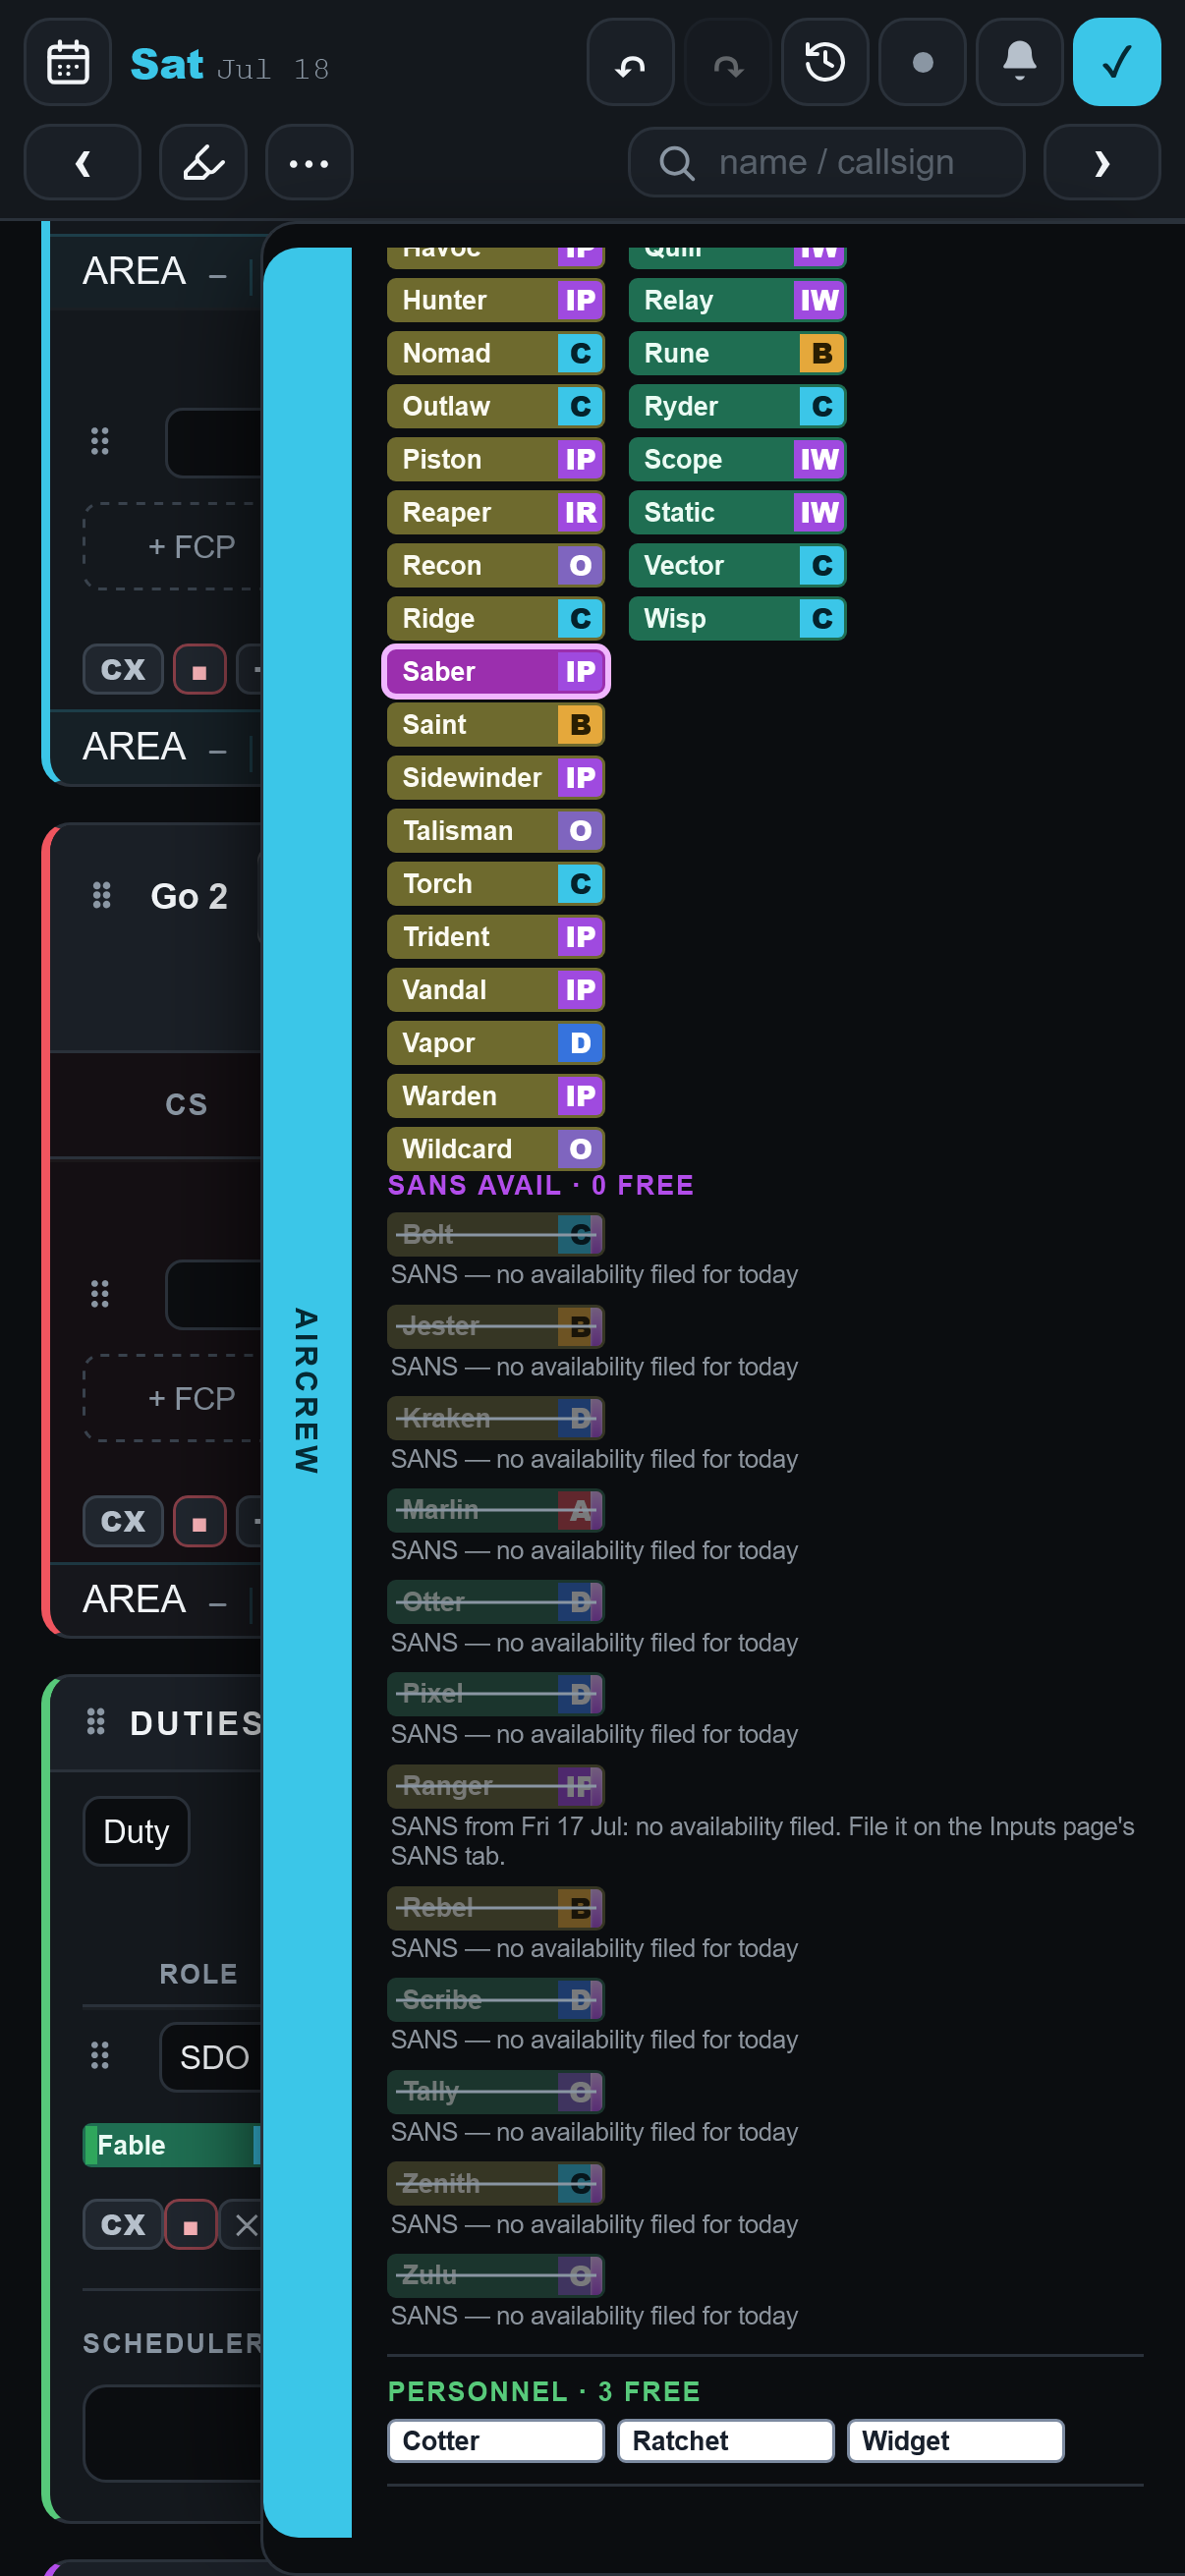 Sat Jul 18
name / callsign
AREA –
+ FCP
CX
AREA –
Go 2
CS
+ FCP
CX
AREA –
DUTIES
Duty
ROLE
SDO
Fable
CX
SCHEDULER
AIRCREW
Havoc IP
Hunter IP
Nomad C
Outlaw C
Piston IP
Reaper IR
Recon O
Ridge C
Saber IP
Saint B
Sidewinder IP
Talisman O
Torch C
Trident IP
Vandal IP
Vapor D
Warden IP
Wildcard O
Quill IW
Relay IW
Rune B
Ryder C
Scope IW
Static IW
Vector C
Wisp C
SANS AVAIL · 0 FREE
Bolt C
SANS — no availability filed for today
Jester B
SANS — no availability filed for today
Kraken D
SANS — no availability filed for today
Marlin A
SANS — no availability filed for today
Otter D
SANS — no availability filed for today
Pixel D
SANS — no availability filed for today
Ranger IP
SANS from Fri 17 Jul: no availability filed. File it on the Inputs page's
SANS tab.
Rebel B
SANS — no availability filed for today
Scribe D
SANS — no availability filed for today
Tally O
SANS — no availability filed for today
Zenith C
SANS — no availability filed for today
Zulu O
SANS — no availability filed for today
PERSONNEL · 3 FREE
Cotter
Ratchet
Widget